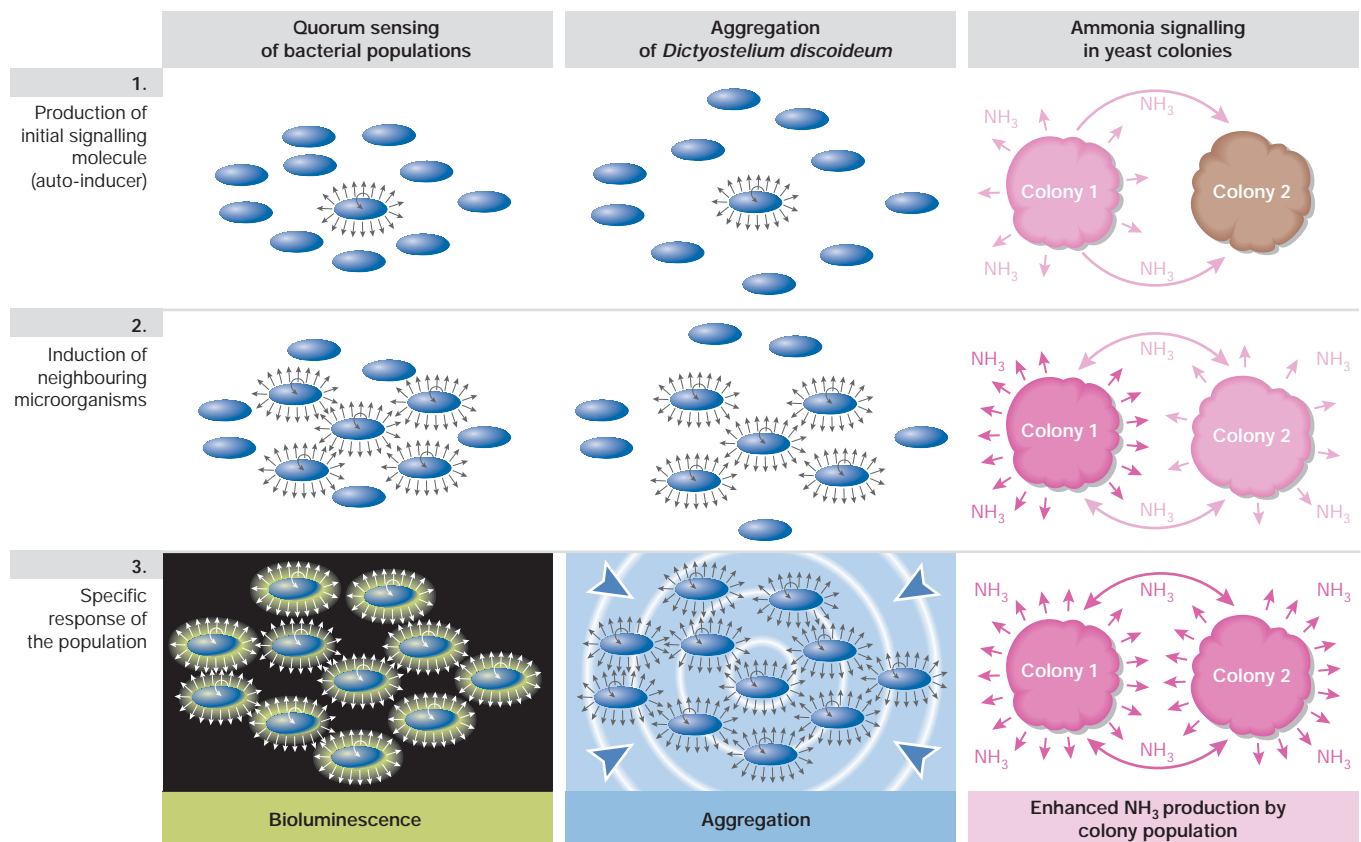 Quorum sensing
of bacterial populations
Aggregation
of Dictyostelium discoideum
Ammonia signalling
in yeast colonies
1.
Production of
initial signalling
molecule
(auto-inducer)
NH₃
NH₃
Colony 1
Colony 2
NH₃
NH₃
2.
Induction of
neighbouring
microorganisms
NH₃
NH₃
NH₃
Colony 1
Colony 2
NH₃
NH₃
NH₃
3.
Specific
response of
the population
NH₃
NH₃
NH₃
Colony 1
Colony 2
NH₃
NH₃
NH₃
Bioluminescence
Aggregation
Enhanced NH₃ production by
colony population